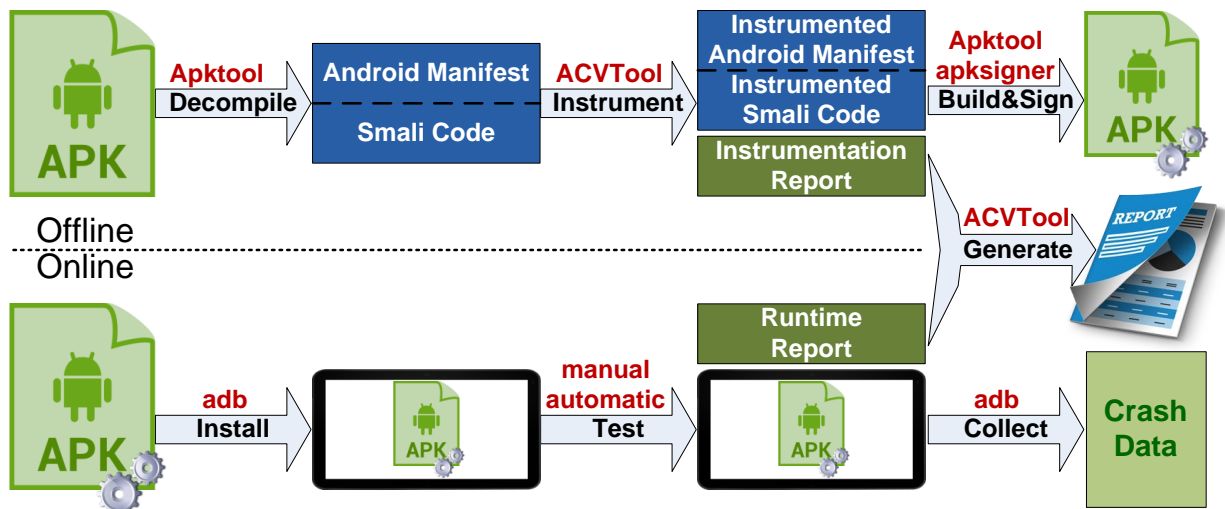 APK
Apktool
Decompile
Android Manifest
Smali Code
ACVTool
Instrument
Instrumented
Android Manifest
Instrumented
Smali Code
Instrumentation
Report
Apktool
apksigner
Build&Sign
APK
Offline
Online
ACVTool
Generate
REPORT
APK
adb
Install
APK
manual
automatic
Test
Runtime
Report
APK
adb
Collect
Crash
Data